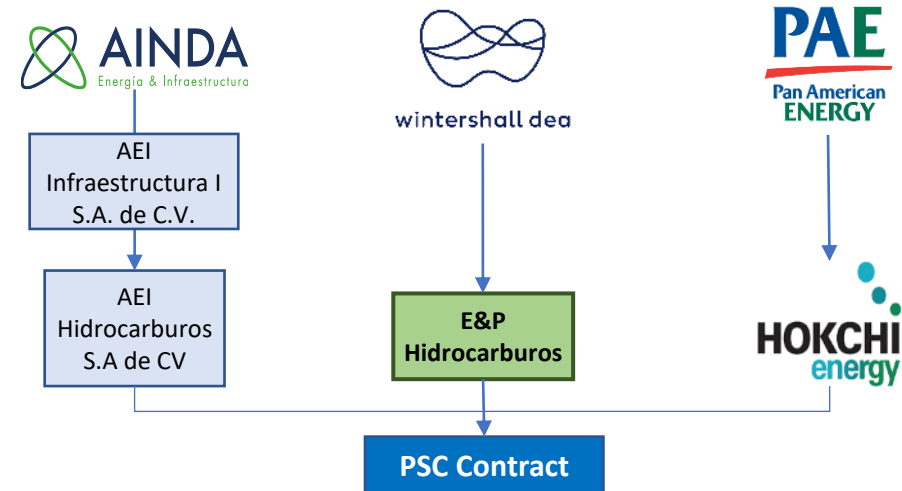 AINDA
Energía & Infraestructura
wintershall dea
PAE
Pan American
ENERGY
AEI
Infraestructura I
S.A. de C.V.
AEI
Hidrocarburos
S.A de CV
E&P
Hidrocarburos
HOKCHI
energy
PSC Contract